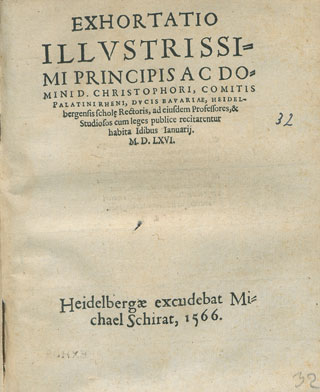 EXHORTATIO
ILLVSTRISSI=
MI PRINCIPIS AC DO=
MINI D. CHRISTOPHORI, COMITIS
PALATINI RHENI, DVCIS BAVARIAE, HEIDEL-
bergensis scholę Rectoris, ad eiusdem Professores, &
Studiosos cum leges publice recitarentur
habita Idibus Ianuarij.
M. D. LXVI.
32
Heidelbergæ excudebat Mi=
chael Schirat, 1566.
32